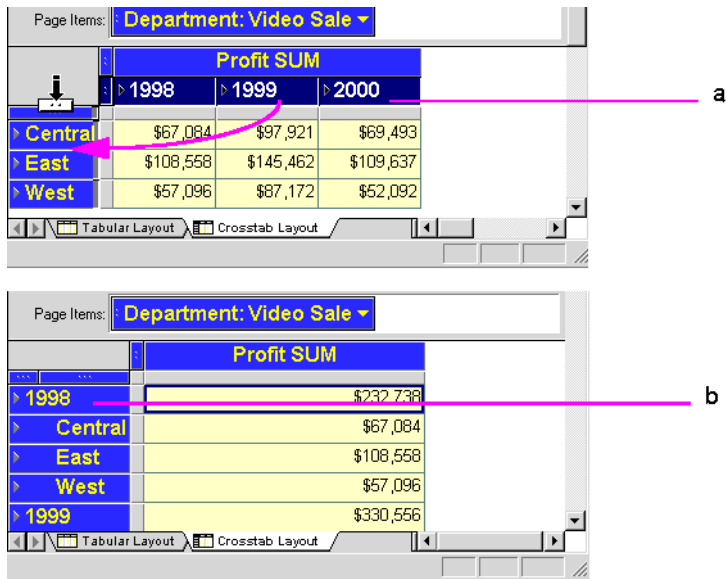 Page Items: Department: Video Sale
Profit SUM
1998 1999 2000 a
Central $67,084 $97,921 $69,493
East $108,558 $145,462 $109,637
West $57,096 $87,172 $52,092
Tabular Layout Crosstab Layout
Page Items: Department: Video Sale
Profit SUM
1998 $232,738 b
Central $67,084
East $108,558
West $57,096
1999 $330,556
Tabular Layout Crosstab Layout